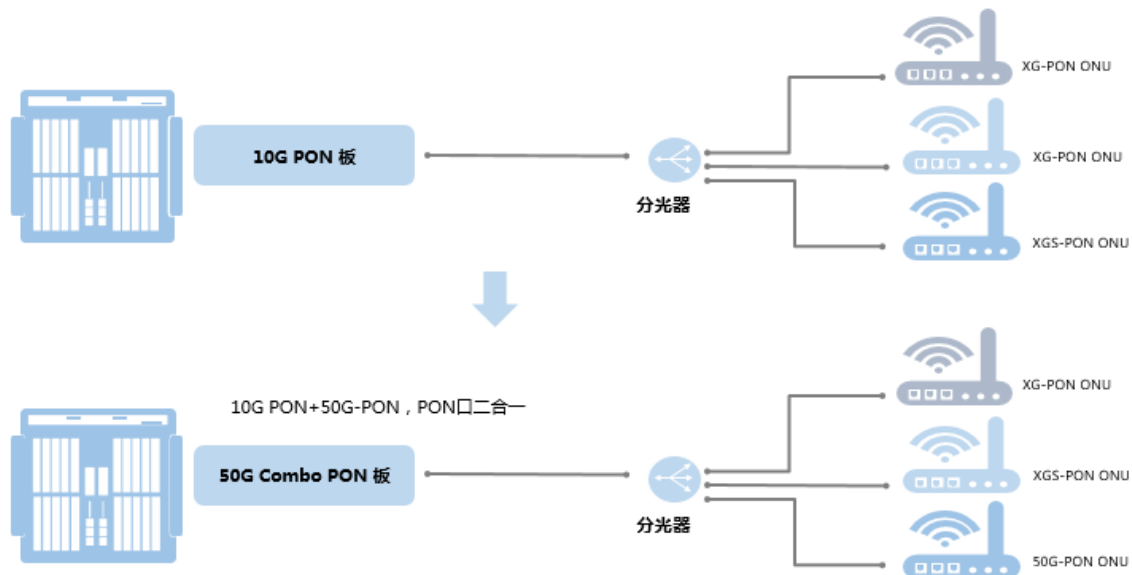 XG-PON ONU
10G PON 板
XG-PON ONU
分光器
XGS-PON ONU
XG-PON ONU
10G PON+50G-PON，PON口二合一
50G Combo PON 板
XGS-PON ONU
分光器
50G-PON ONU